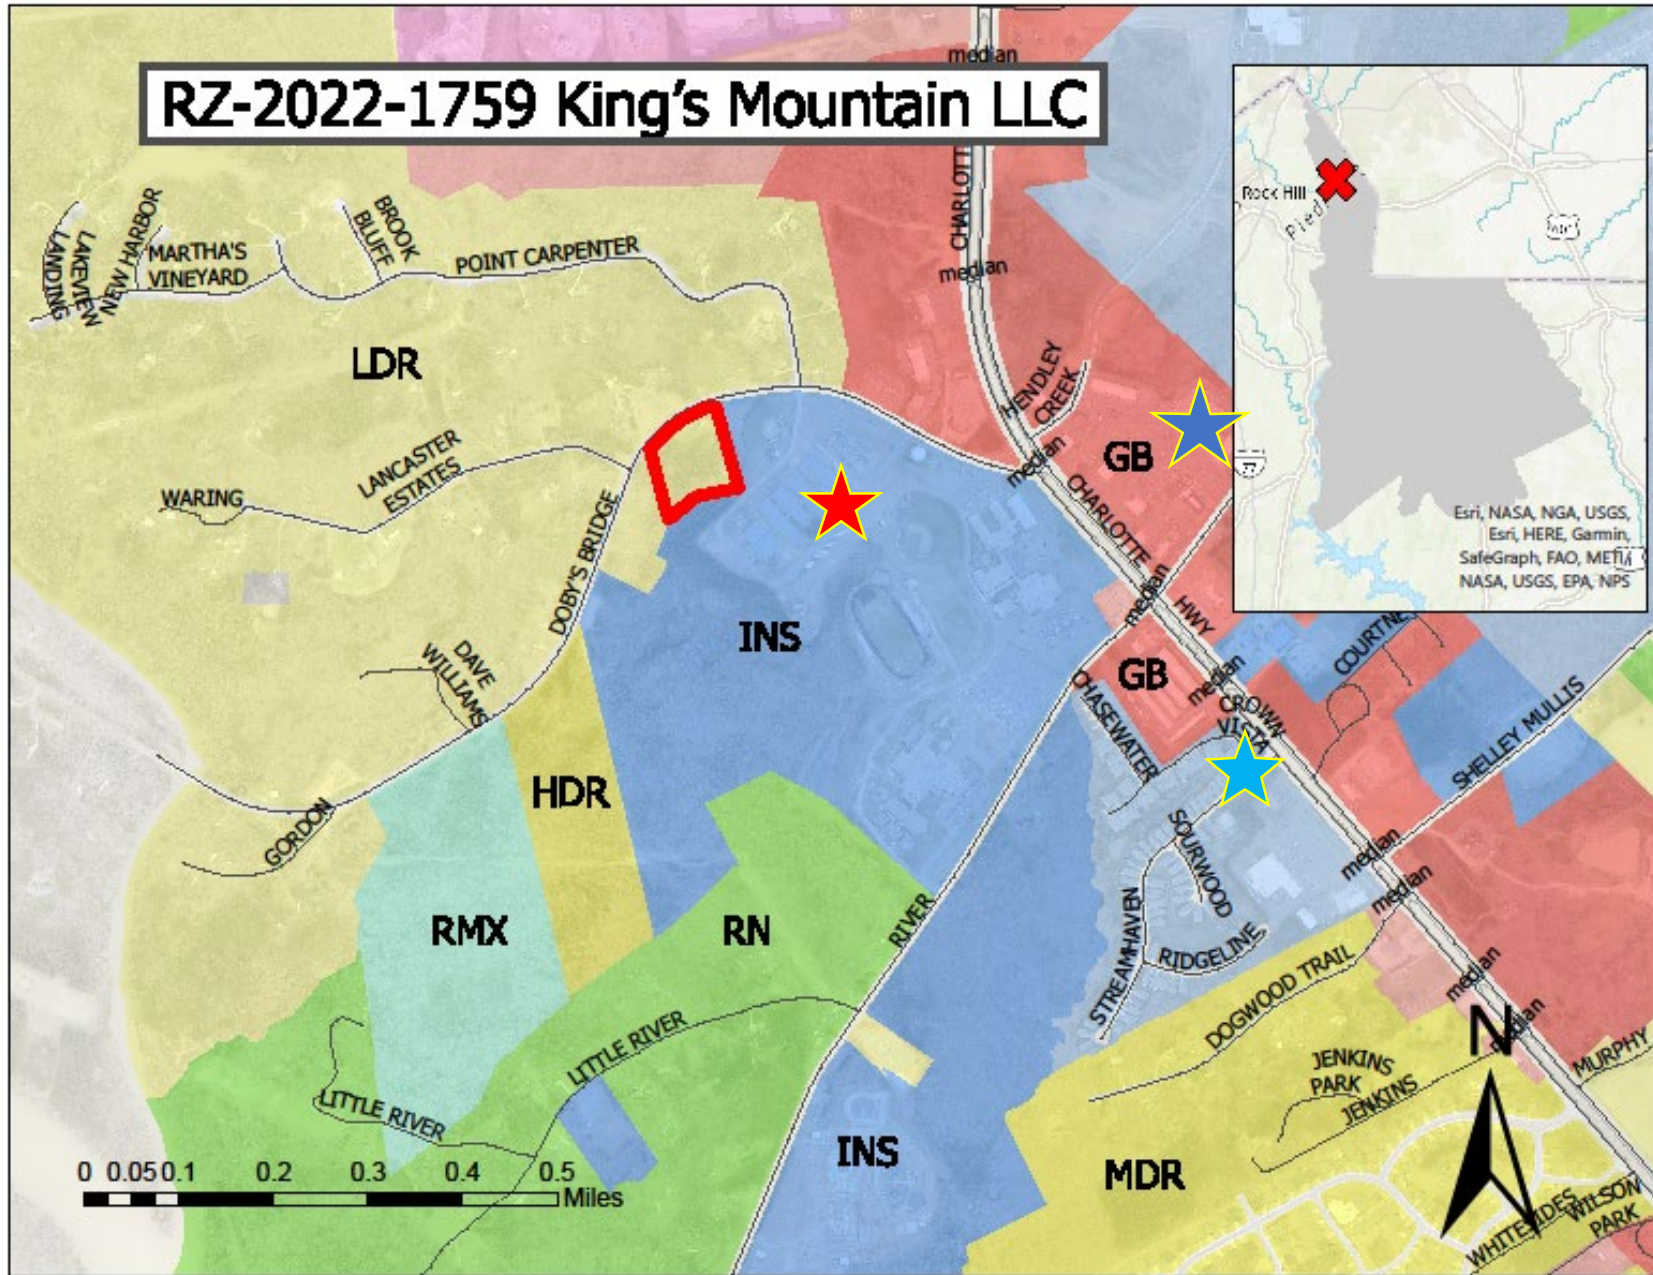 median
RZ-2022-1759 King's Mountain LLC
CHARLOTT
median
Rock Hill
Pied
LAKEVIEW
LANDING
NEW HARBOR
MARTHA'S
VINEYARD
BROOK
BLUFF
POINT CARPENTER
LDR
HENDLEY
CREEK
median
GB
77
WARING
LANCASTER
ESTATES
DOBY'S BRIDGE
CHARLOTTE
HWY
median
Esri, NASA, NGA, USGS,
Esri, HERE, Garmin,
SafeGraph, FAO, METI/
NASA, USGS, EPA, NPS
INS
DAVE
WILLIAMS
GB
median
CHASEWATER
CROWN
VISTA
COURTNE
SHELLEY MULLIS
HDR
GORDON
SOURWOOD
median
median
RMX
RN
RIVER
STREAMHAVEN
RIDGELINE
DOGWOOD TRAIL
median
LITTLE RIVER
LITTLE RIVER
N
median
JENKINS
PARK
JENKINS
MURPHY
INS
MDR
0 0.05 0.1 0.2 0.3 0.4 0.5
Miles
WHITESIDES
WILSON
PARK